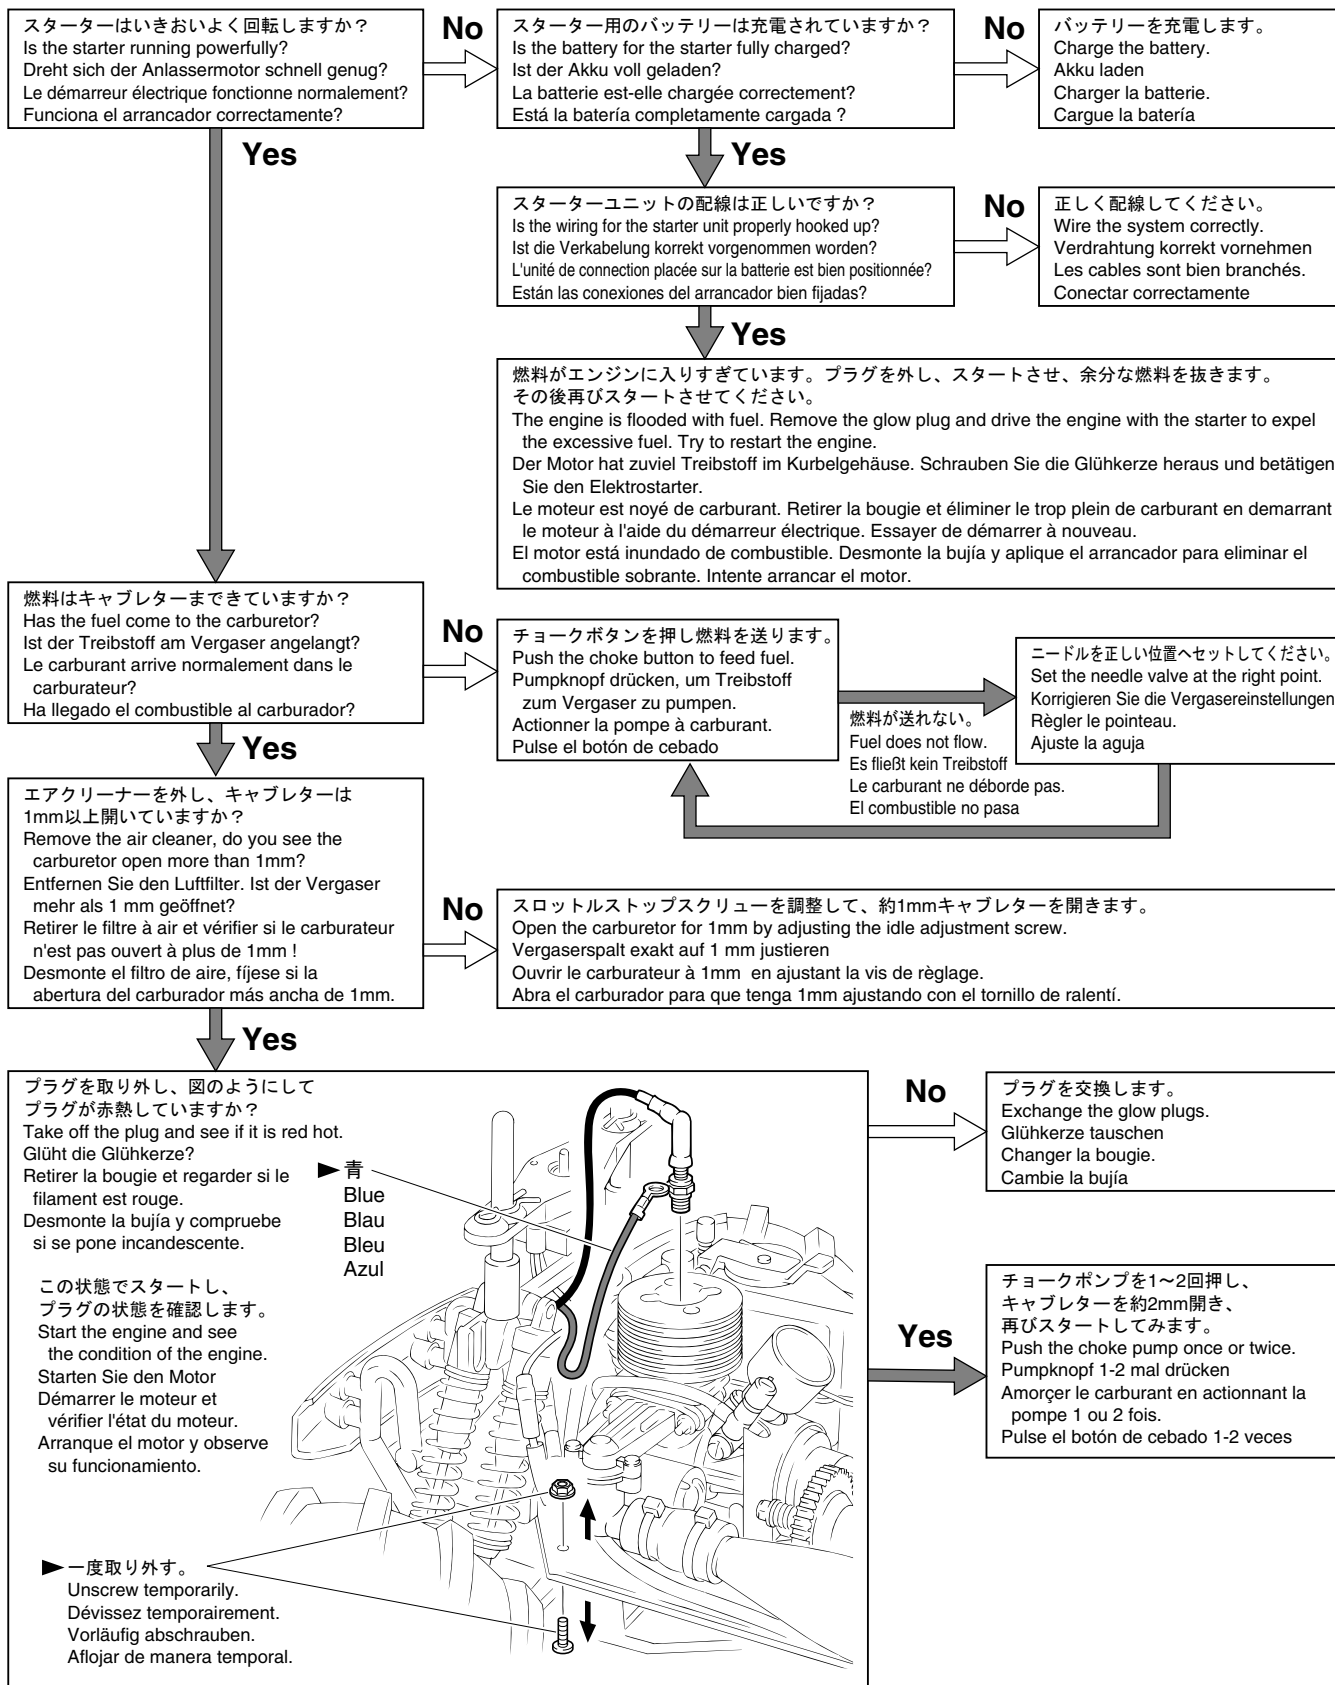 スターターはいきおいよく回転しますか？
Is the starter running powerfully?
Dreht sich der Anlassermotor schnell genug?
Le démarreur électrique fonctionne normalement?
Funciona el arrancador correctamente?
No
スターター用のバッテリーは充電されていますか？
Is the battery for the starter fully charged?
Ist der Akku voll geladen?
La batterie est-elle chargée correctement?
Está la batería completamente cargada ?
No
バッテリーを充電します。
Charge the battery.
Akku laden
Charger la batterie.
Cargue la batería
Yes
Yes
スターターユニットの配線は正しいですか？
Is the wiring for the starter unit properly hooked up?
Ist die Verkabelung korrekt vorgenommen worden?
L'unité de connection placée sur la batterie est bien positionnée?
Están las conexiones del arrancador bien fijadas?
No
正しく配線してください。
Wire the system correctly.
Verdrahtung korrekt vornehmen
Les cables sont bien branchés.
Conectar correctamente
Yes
燃料がエンジンに入りすぎています。プラグを外し、スタートさせ、余分な燃料を抜きます。
その後再びスタートさせてください。
The engine is flooded with fuel. Remove the glow plug and drive the engine with the starter to expel
the excessive fuel. Try to restart the engine.
Der Motor hat zuviel Treibstoff im Kurbelgehäuse. Schrauben Sie die Glühkerze heraus und betätigen
Sie den Elektrostarter.
Le moteur est noyé de carburant. Retirer la bougie et éliminer le trop plein de carburant en demarrant
le moteur à l'aide du démarreur électrique. Essayer de démarrer à nouveau.
El motor está inundado de combustible. Desmonte la bujía y aplique el arrancador para eliminar el
combustible sobrante. Intente arrancar el motor.
燃料はキャブレターまできていますか？
Has the fuel come to the carburetor?
Ist der Treibstoff am Vergaser angelangt?
Le carburant arrive normalement dans le
carburateur?
Ha llegado el combustible al carburador?
No
チョークボタンを押し燃料を送ります。
Push the choke button to feed fuel.
Pumpknopf drücken, um Treibstoff
zum Vergaser zu pumpen.
Actionner la pompe à carburant.
Pulse el botón de cebado
燃料が送れない。
Fuel does not flow.
Es fließt kein Treibstoff
Le carburant ne déborde pas.
El combustible no pasa
ニードルを正しい位置へセットしてください。
Set the needle valve at the right point.
Korrigieren Sie die Vergasereinstellungen
Règler le pointeau.
Ajuste la aguja
Yes
エアクリーナーを外し、キャブレターは
1mm以上開いていますか？
Remove the air cleaner, do you see the
carburetor open more than 1mm?
Entfernen Sie den Luftfilter. Ist der Vergaser
mehr als 1 mm geöffnet?
Retirer le filtre à air et vérifier si le carburateur
n'est pas ouvert à plus de 1mm !
Desmonte el filtro de aire, fíjese si la
abertura del carburador más ancha de 1mm.
No
スロットルストップスクリューを調整して、約1mmキャブレターを開きます。
Open the carburetor for 1mm by adjusting the idle adjustment screw.
Vergaserspalt exakt auf 1 mm justieren
Ouvrir le carburateur à 1mm en ajustant la vis de règlage.
Abra el carburador para que tenga 1mm ajustando con el tornillo de ralentí.
Yes
プラグを取り外し、図のようにして
プラグが赤熱していますか？
Take off the plug and see if it is red hot.
Glüht die Glühkerze?
Retirer la bougie et regarder si le
filament est rouge.
Desmonte la bujía y compruebe
si se pone incandescente.
この状態でスタートし、
プラグの状態を確認します。
Start the engine and see
the condition of the engine.
Starten Sie den Motor
Démarrer le moteur et
vérifier l'état du moteur.
Arranque el motor y observe
su funcionamiento.
►青
Blue
Blau
Bleu
Azul
►一度取り外す。
Unscrew temporarily.
Dévissez temporairement.
Vorläufig abschrauben.
Aflojar de manera temporal.
No
プラグを交換します。
Exchange the glow plugs.
Glühkerze tauschen
Changer la bougie.
Cambie la bujía
Yes
チョークポンプを1〜2回押し、
キャブレターを約2mm開き、
再びスタートしてみます。
Push the choke pump once or twice.
Pumpknopf 1-2 mal drücken
Amorçer le carburant en actionnant la
pompe 1 ou 2 fois.
Pulse el botón de cebado 1-2 veces